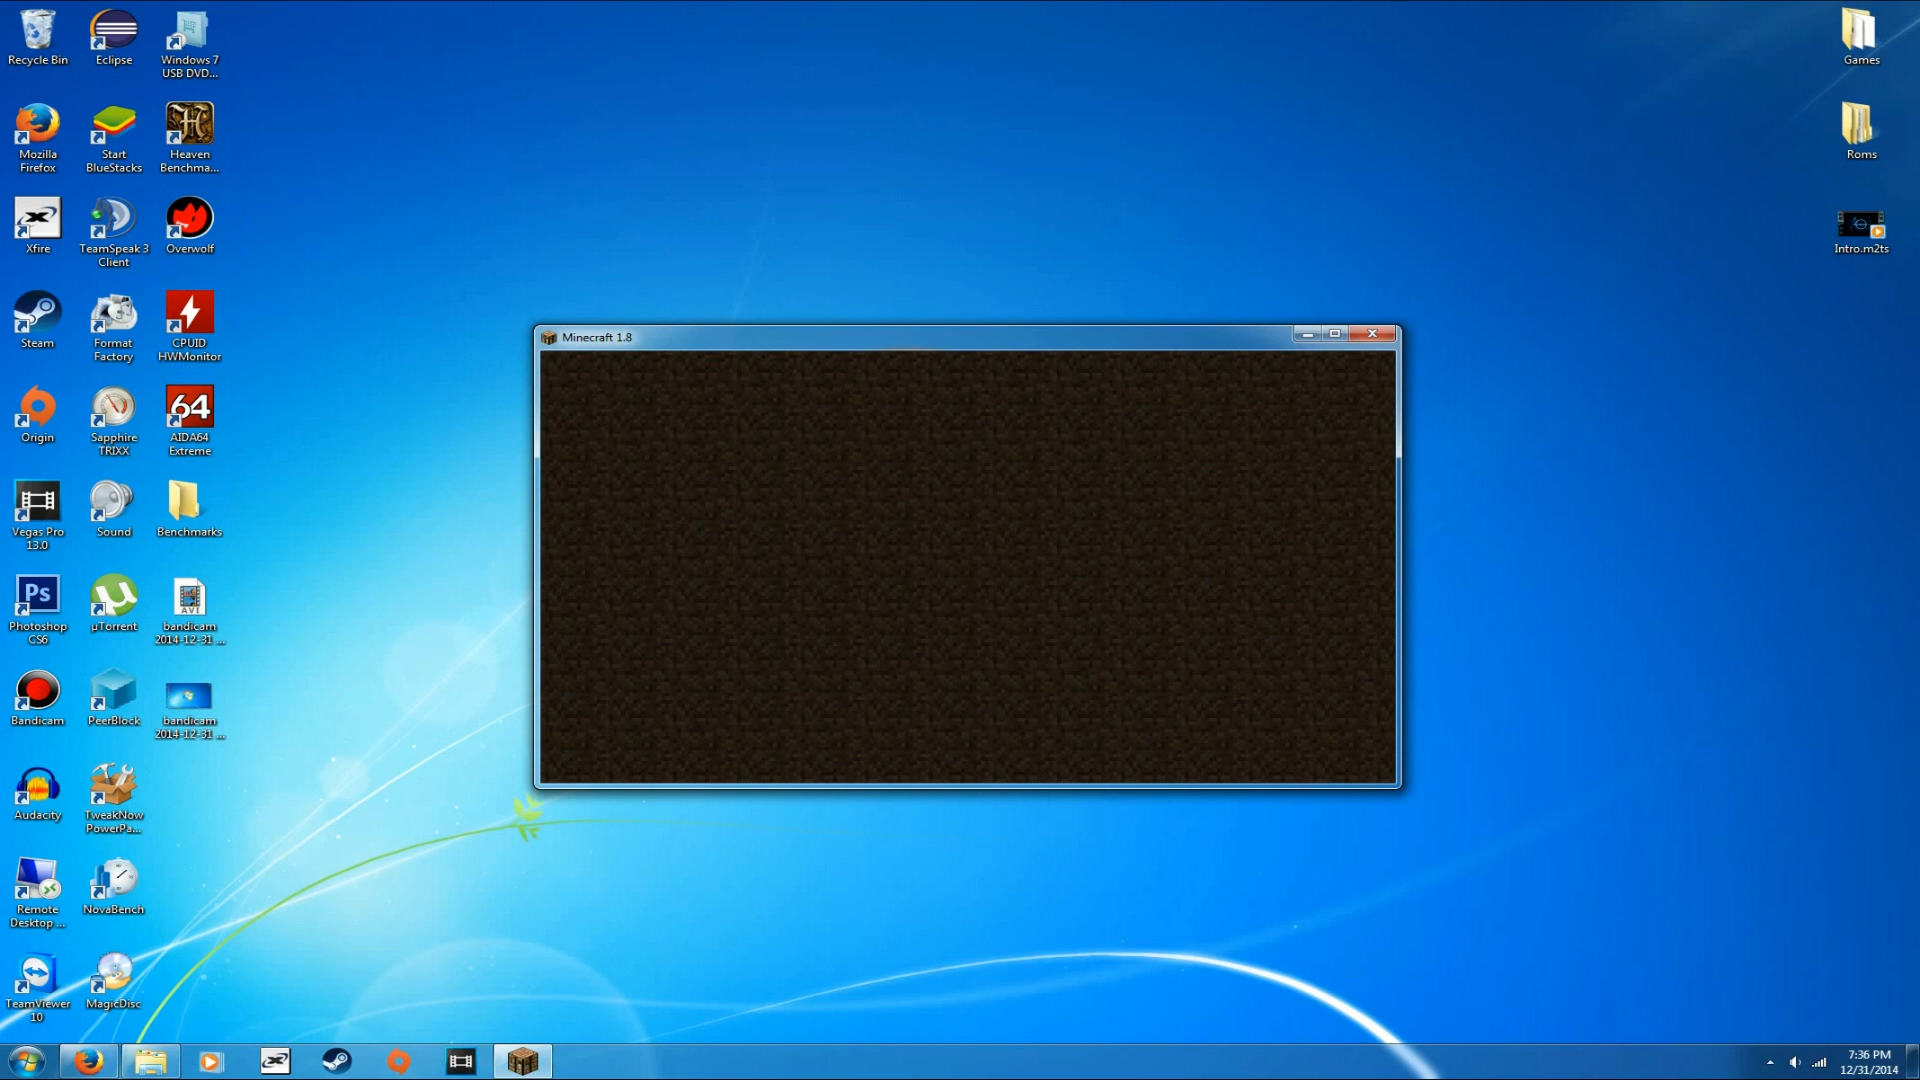 Recycle Bin
Eclipse
Windows 7
USB DVD...
Games
Mozilla
Firefox
Start
BlueStacks
Heaven
Benchma...
Roms
Xfire
TeamSpeak 3
Client
Overwolf
Intro.m2ts
Steam
Format
Factory
CPUID
HWMonitor
Minecraft 1.8
64
Origin
Sapphire
TRIXX
AIDA64
Extreme
Vegas Pro
13.0
Sound
Benchmarks
Ps
AVI
Photoshop
CS6
µTorrent
bandicam
2014-12-31 ...
Bandicam
PeerBlock
bandicam
2014-12-31 ...
Audacity
TweakNow
PowerPa...
Remote
Desktop ...
NovaBench
TeamViewer
10
MagicDisc
7:36 PM
12/31/2014